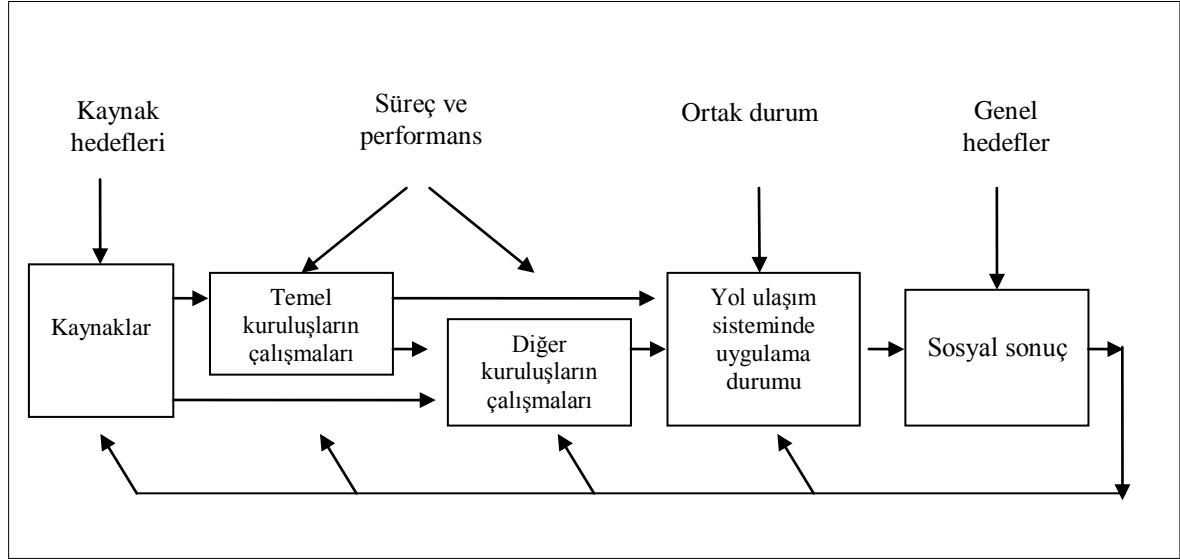 Kaynak
hedefleri
Süreç ve
performans
Ortak durum
Genel
hedefler
Kaynaklar
Temel
kuruluşların
çalışmaları
Diğer
kuruluşların
çalışmaları
Yol ulaşım
sisteminde
uygulama
durumu
Sosyal sonuç